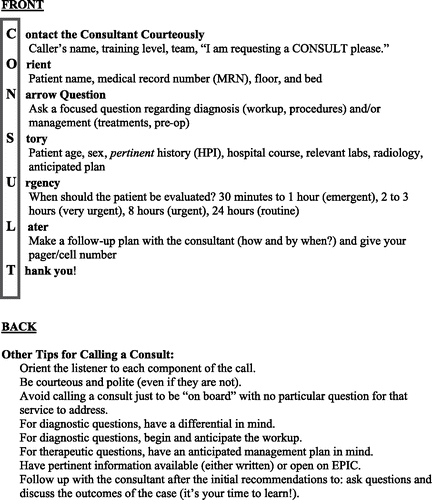 FRONT
C ontact the Consultant Courteously
Caller's name, training level, team, "I am requesting a CONSULT please."
O rient
Patient name, medical record number (MRN), floor, and bed
N arrow Question
Ask a focused question regarding diagnosis (workup, procedures) and/or
management (treatments, pre-op)
S tory
Patient age, sex, pertinent history (HPI), hospital course, relevant labs, radiology,
anticipated plan
U rgency
When should the patient be evaluated? 30 minutes to 1 hour (emergent), 2 to 3
hours (very urgent), 8 hours (urgent), 24 hours (routine)
L ater
Make a follow-up plan with the consultant (how and by when?) and give your
pager/cell number
T hank you!
BACK
Other Tips for Calling a Consult:
Orient the listener to each component of the call.
Be courteous and polite (even if they are not).
Avoid calling a consult just to be "on board" with no particular question for that
service to address.
For diagnostic questions, have a differential in mind.
For diagnostic questions, begin and anticipate the workup.
For therapeutic questions, have an anticipated management plan in mind.
Have pertinent information available (either written) or open on EPIC.
Follow up with the consultant after the initial recommendations to: ask questions and
discuss the outcomes of the case (it's your time to learn!).